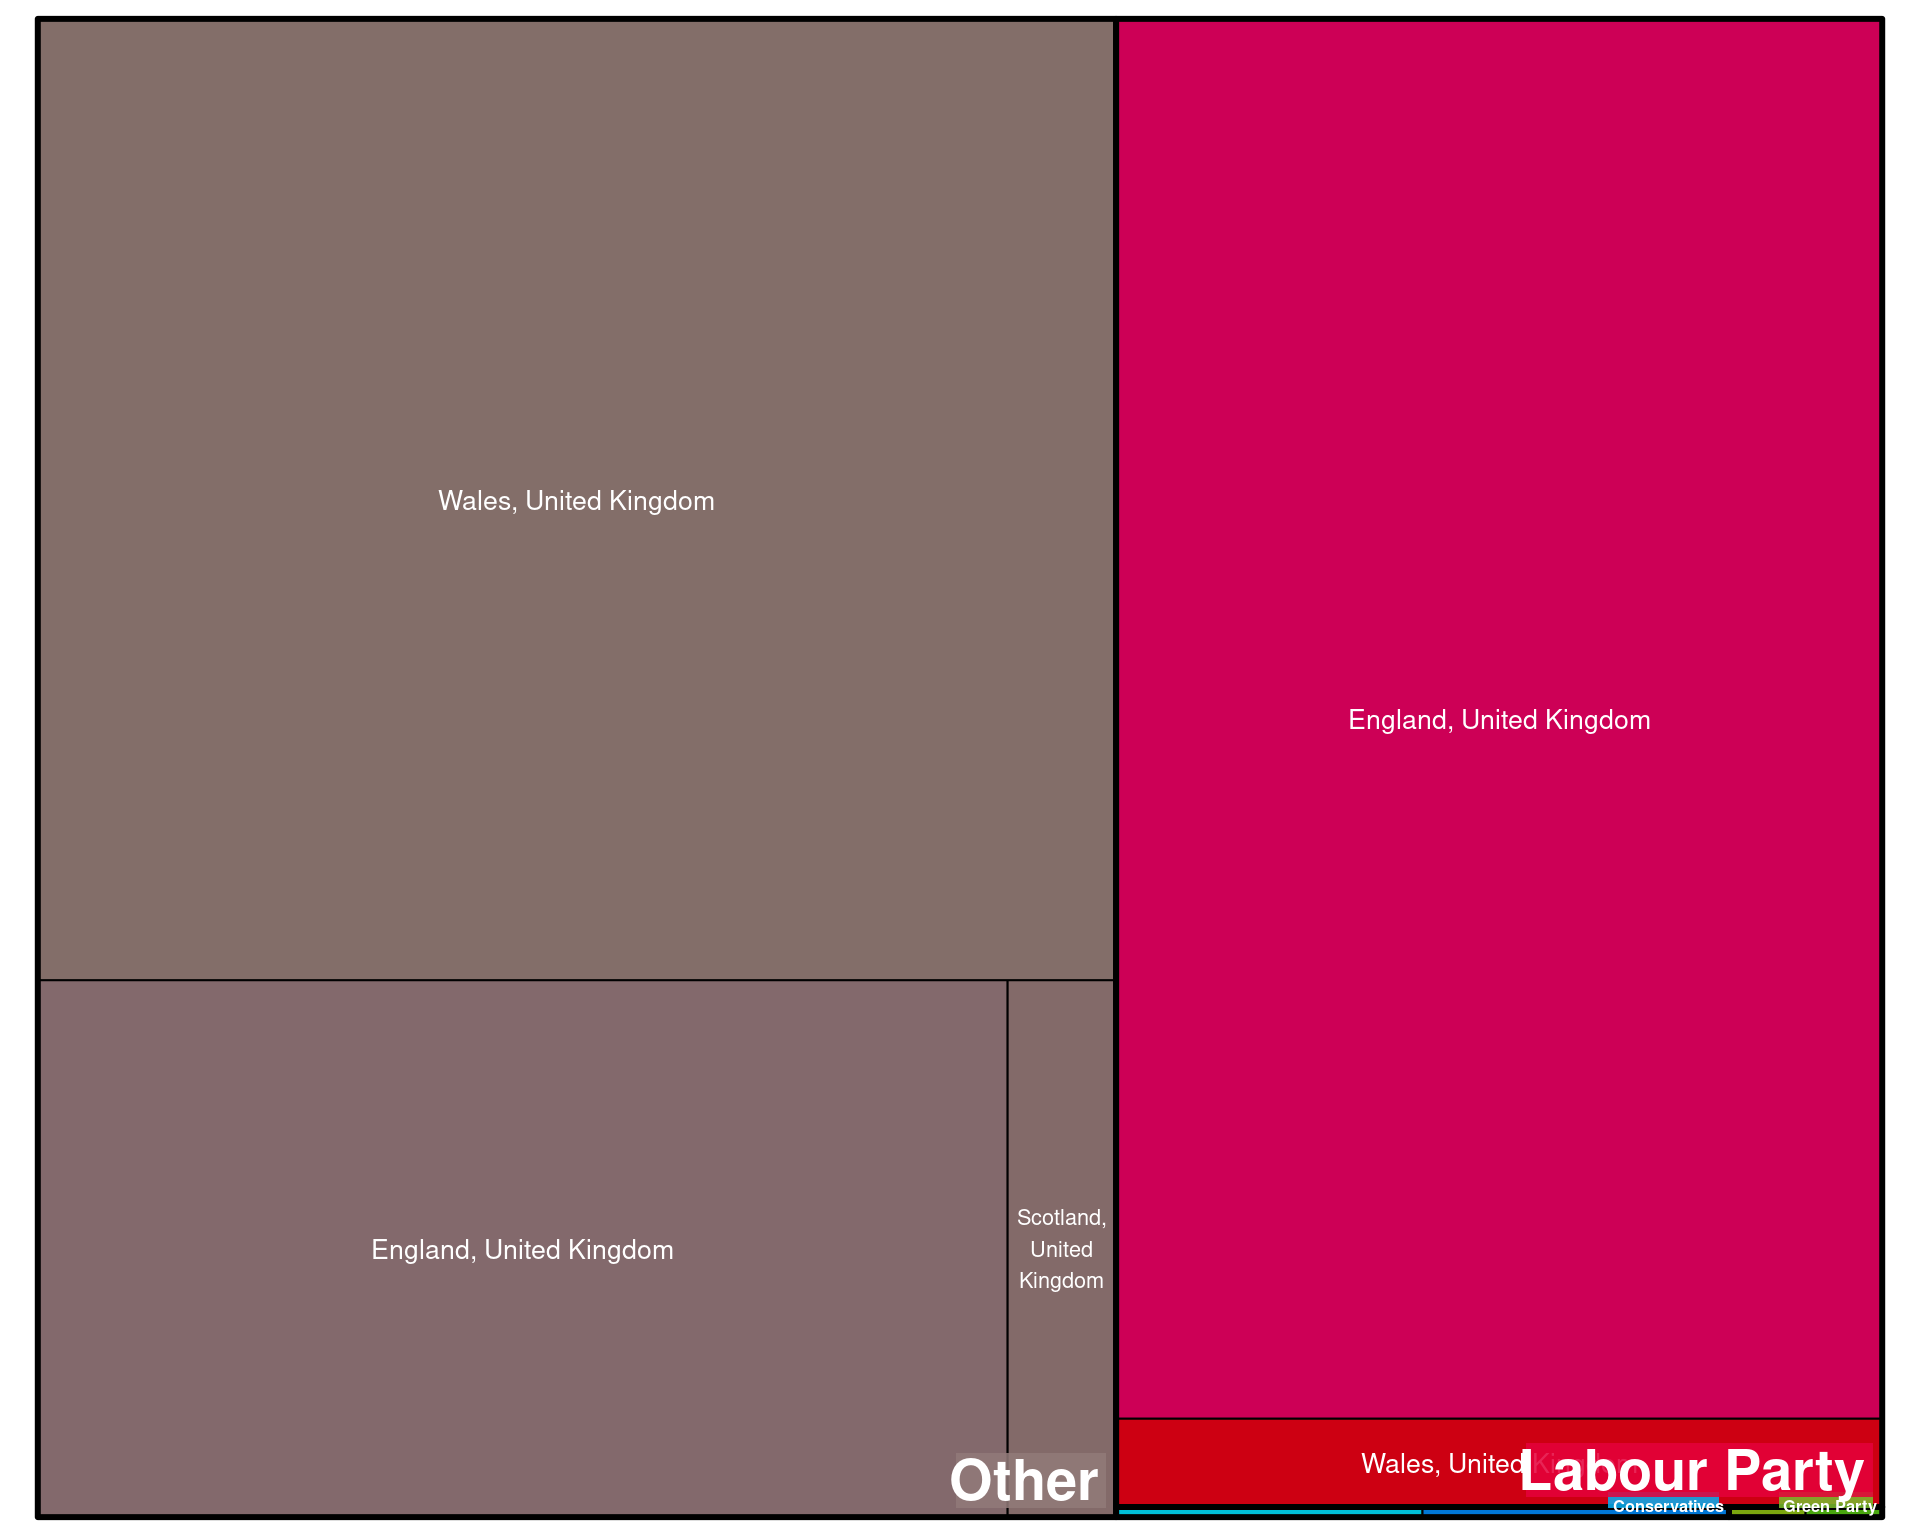 Wales, United Kingdom
England, United Kingdom
Scotland,
United
Kingdom
Other
England, United Kingdom
Wales, United Kingdom
Labour Party
Conservatives
Green Party